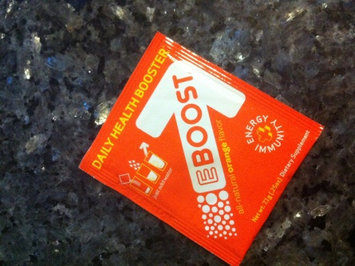 DAILY HEALTH BOOSTER
EBOOST
all-natural orange flavor
ENERGY
IMMUNITY
Dietary Supplement